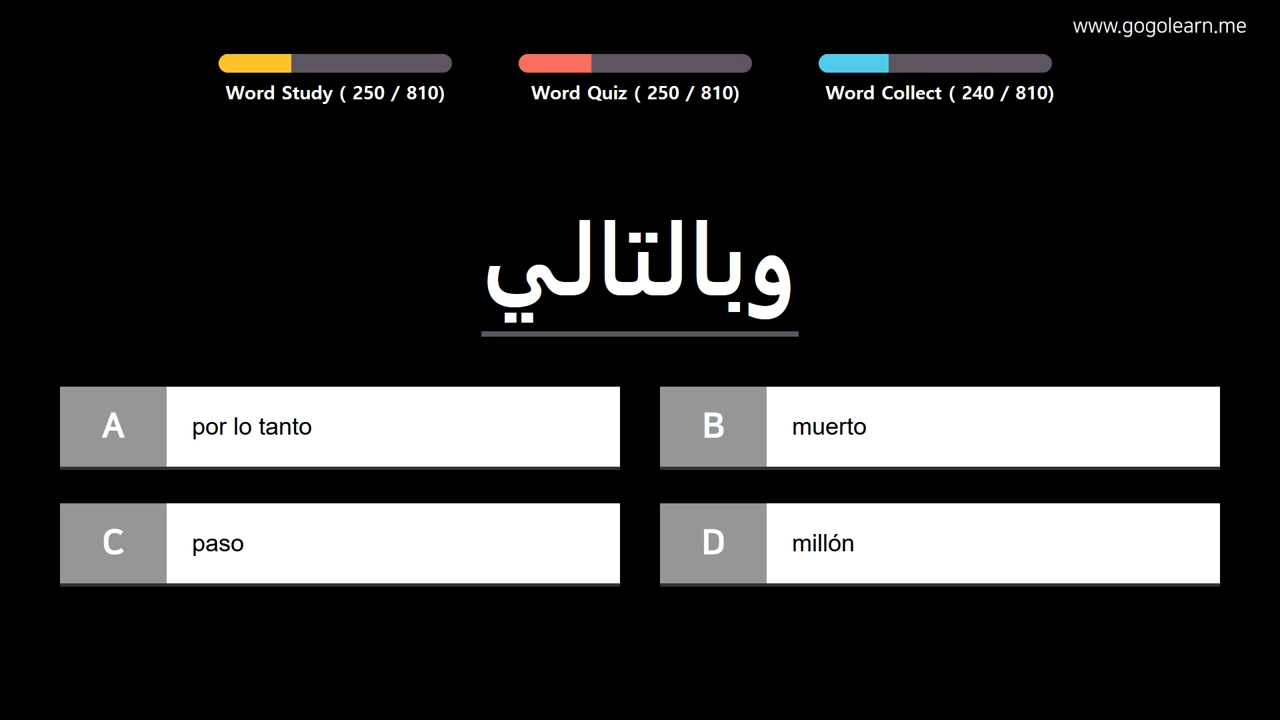 www.gogolearn.me
Word Study ( 250 / 810)
Word Quiz ( 250 / 810)
Word Collect ( 240 / 810)
وبالتالي
A por lo tanto
B muerto
C paso
D millón